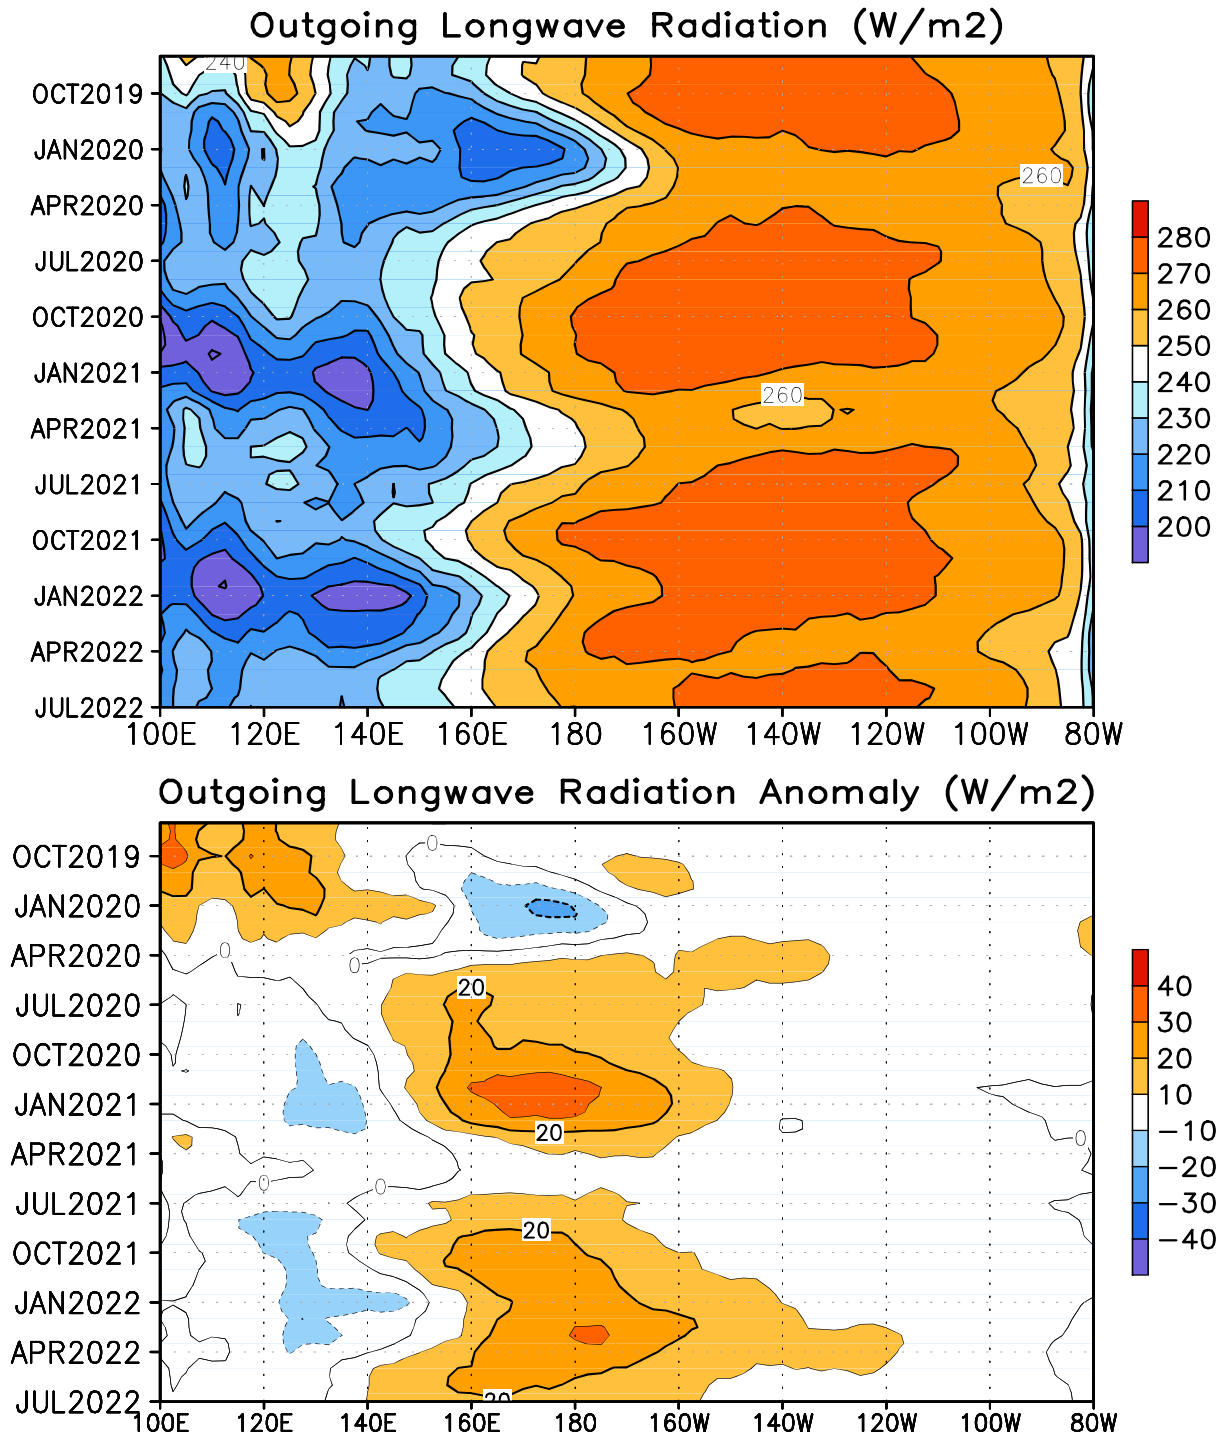 Outgoing Longwave Radiation (W/m2)
240
OCT2019
JAN2020
APR2020
JUL2020
OCT2020
JAN2021
APR2021
JUL2021
OCT2021
JAN2022
APR2022
JUL2022
260
260
100E 120E 140E 160E 180 160W 140W 120W 100W 80W
280
270
260
250
240
230
220
210
200
Outgoing Longwave Radiation Anomaly (W/m2)
OCT2019
JAN2020
APR2020
JUL2020
OCT2020
JAN2021
APR2021
JUL2021
OCT2021
JAN2022
APR2022
JUL2022
0
0
0
20
20
0
0
0
20
20
100E 120E 140E 160E 180 160W 140W 120W 100W 80W
40
30
20
10
-10
-20
-30
-40